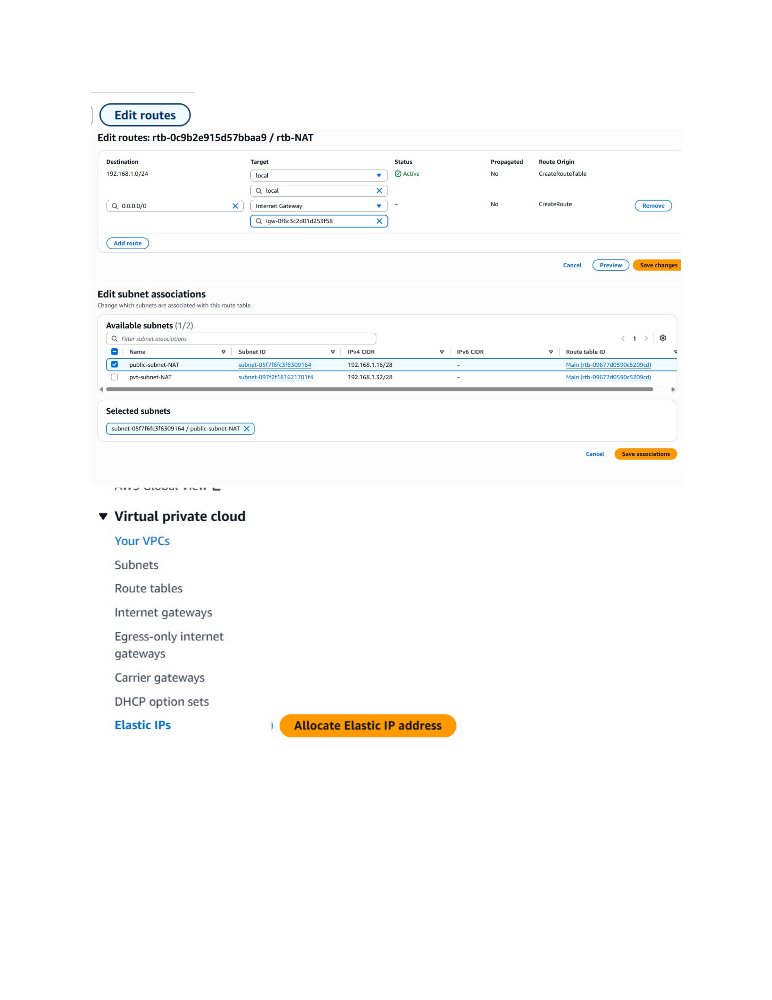 Edit routes
Edit routes: rtb-0c9b2e915d57bbaa9 / rtb-NAT
Destination Target Status Propagated Route Origin
192.168.1.0/24 local Active No CreateRouteTable
local
0.0.0.0/0 Internet Gateway – No CreateRoute Remove
igw-0f6c3c2d01d253f58
Add route
Cancel Preview Save changes
Edit subnet associations
Change which subnets are associated with this route table.
Available subnets (1/2)
Filter subnet associations
1
Name Subnet ID IPv4 CIDR IPv6 CIDR Route table ID
public-subnet-NAT subnet-05f7f6fc3f6309164 192.168.1.16/28 – Main (rtb-09677d0590c5209cd)
pvt-subnet-NAT subnet-097f2f181621701f4 192.168.1.32/28 – Main (rtb-09677d0590c5209cd)
Selected subnets
subnet-05f7f6fc3f6309164 / public-subnet-NAT
Cancel Save associations
AWS Global View
Virtual private cloud
Your VPCs
Subnets
Route tables
Internet gateways
Egress-only internet
gateways
Carrier gateways
DHCP option sets
Elastic IPs Allocate Elastic IP address